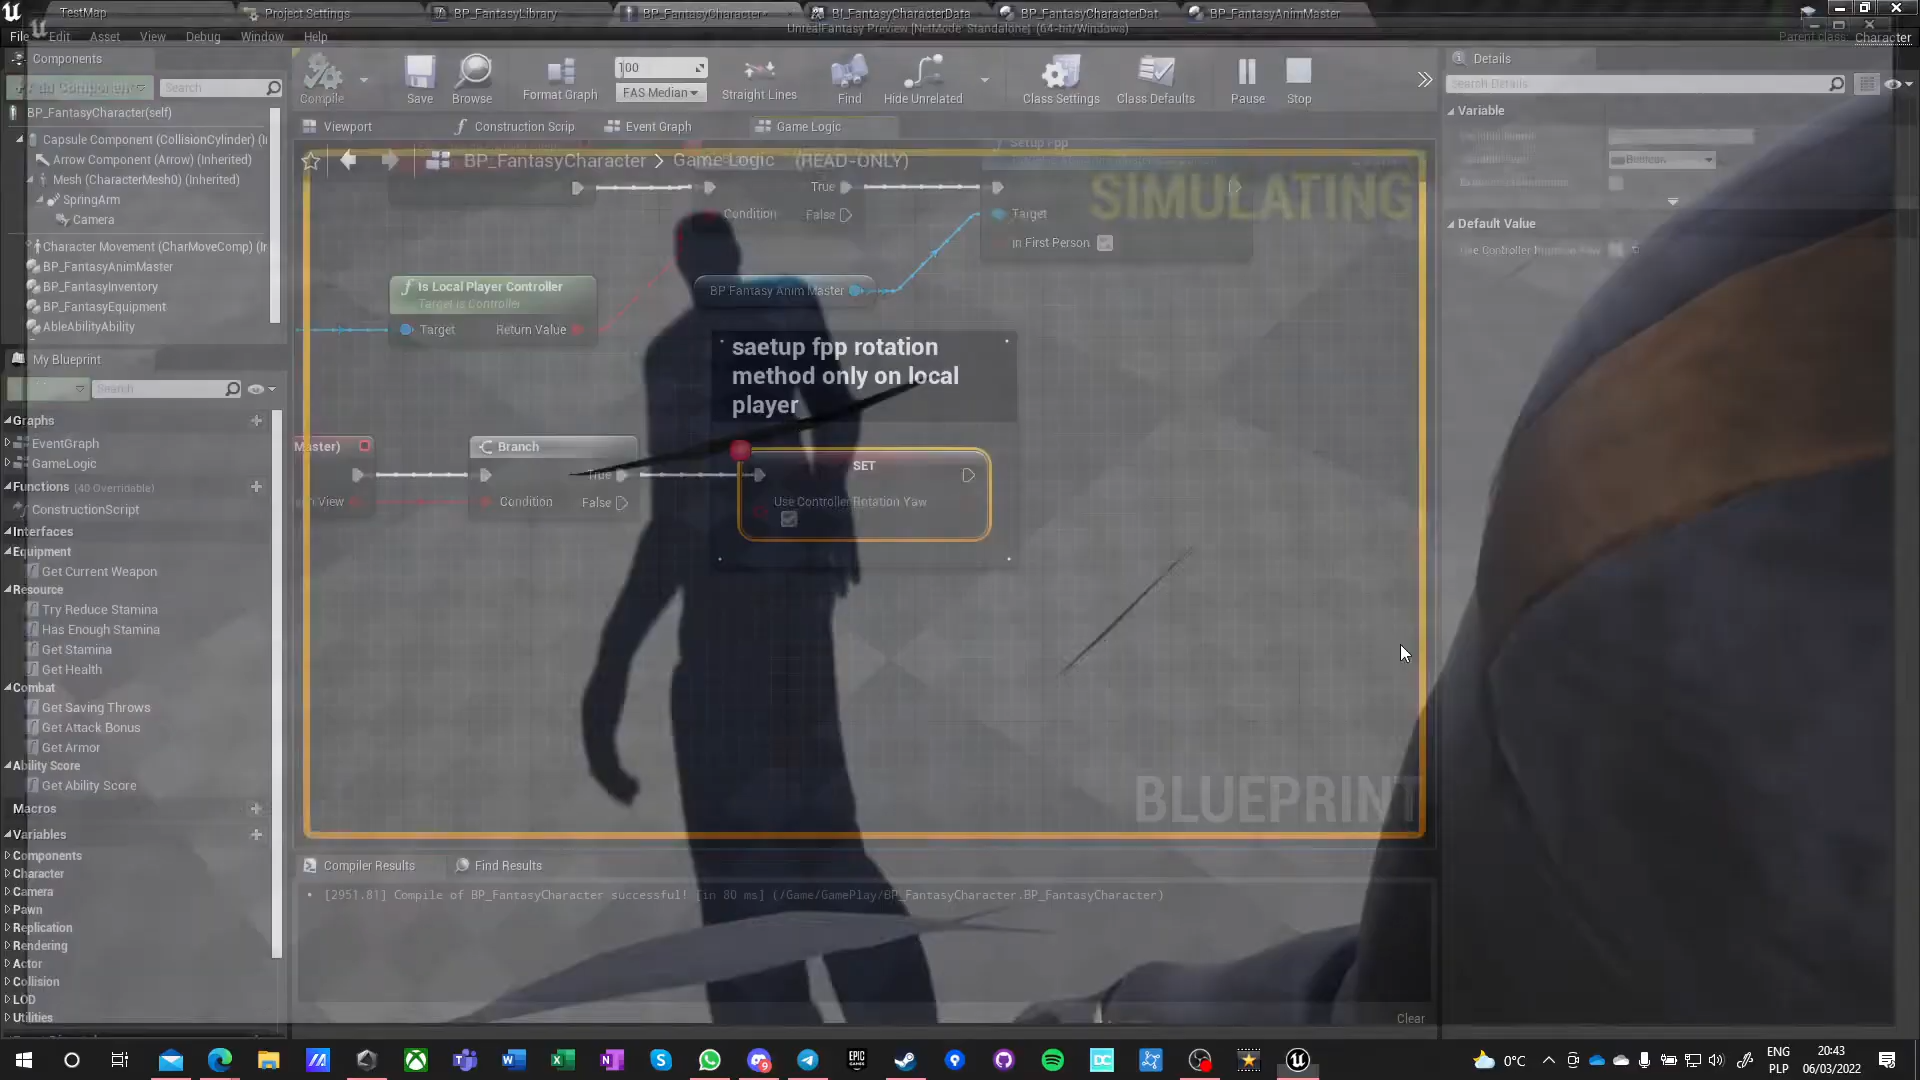 TestMap
Project Settings
BP_FantasyLibrary
BP_FantasyCharacter*
BI_FantasyCharacterData
BP_FantasyCharacterDat
BP_FantasyAnimMaster
UnrealFantasy Preview [NetMode: Standalone] (64-bit/Windows)
File Edit Asset View Debug Window Help
Parent class: Character
Components
Details
Search
Compile
Save
Browse
Format Graph
100
FAS Median
Straight Lines
Find
Hide Unrelated
Class Settings
Class Defaults
Pause
Stop
Search Details
BP_FantasyCharacter(self)
Variable
Viewport
Construction Scrip
Event Graph
Game Logic
Capsule Component (CollisionCylinder) (I
Arrow Component (Arrow) (Inherited)
Mesh (CharacterMesh0) (Inherited)
SpringArm
Camera
Character Movement (CharMoveComp) (I
BP_FantasyAnimMaster
BP_FantasyInventory
BP_FantasyEquipment
AbleAbilityAbility
BP_FantasyCharacter > Game Logic (READ-ONLY)
Setup Fpp
SIMULATING
True
Condition
False
Target
In First Person
Boolean
Default Value
Is Local Player Controller
Target is Controller
Target
Return Value
BP Fantasy Anim Master
saetup fpp rotation
method only on local
player
Master)
Branch
True
SET
View
Condition
False
Use Controller Rotation Yaw
BLUEPRINT
My Blueprint
Search
Graphs
EventGraph
GameLogic
Functions (40 Overridable)
ConstructionScript
Interfaces
Equipment
Get Current Weapon
Resource
Try Reduce Stamina
Has Enough Stamina
Get Stamina
Get Health
Combat
Get Saving Throws
Get Attack Bonus
Get Armor
Ability Score
Get Ability Score
Macros
Variables
Components
Character
Camera
Pawn
Replication
Rendering
Actor
Collision
LOD
Utilities
Compiler Results
Find Results
[2951.81] Compile of BP_FantasyCharacter successful! [in 80 ms] (/Game/GamePlay/BP_FantasyCharacter.BP_FantasyCharacter)
Clear
0°C
ENG
PLP
20:43
06/03/2022